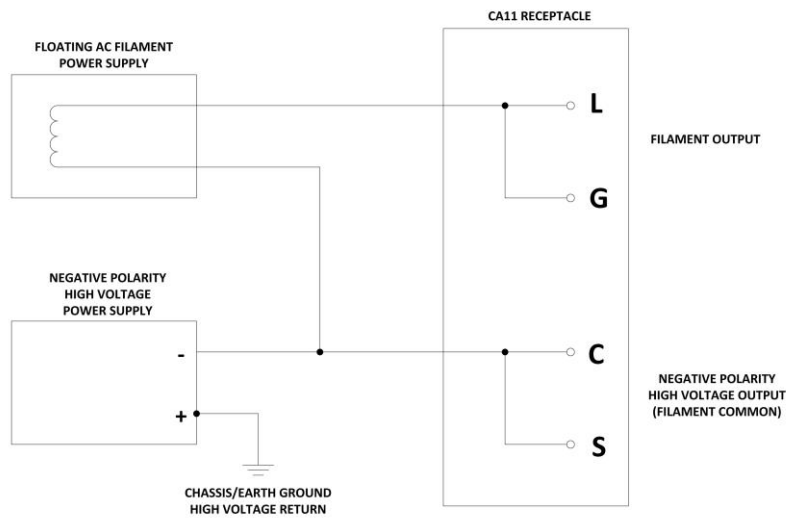 CA11 RECEPTACLE
FLOATING AC FILAMENT
POWER SUPPLY
L
FILAMENT OUTPUT
G
NEGATIVE POLARITY
HIGH VOLTAGE
POWER SUPPLY
-
C
NEGATIVE POLARITY
HIGH VOLTAGE OUTPUT
(FILAMENT COMMON)
+
S
CHASSIS/EARTH GROUND
HIGH VOLTAGE RETURN